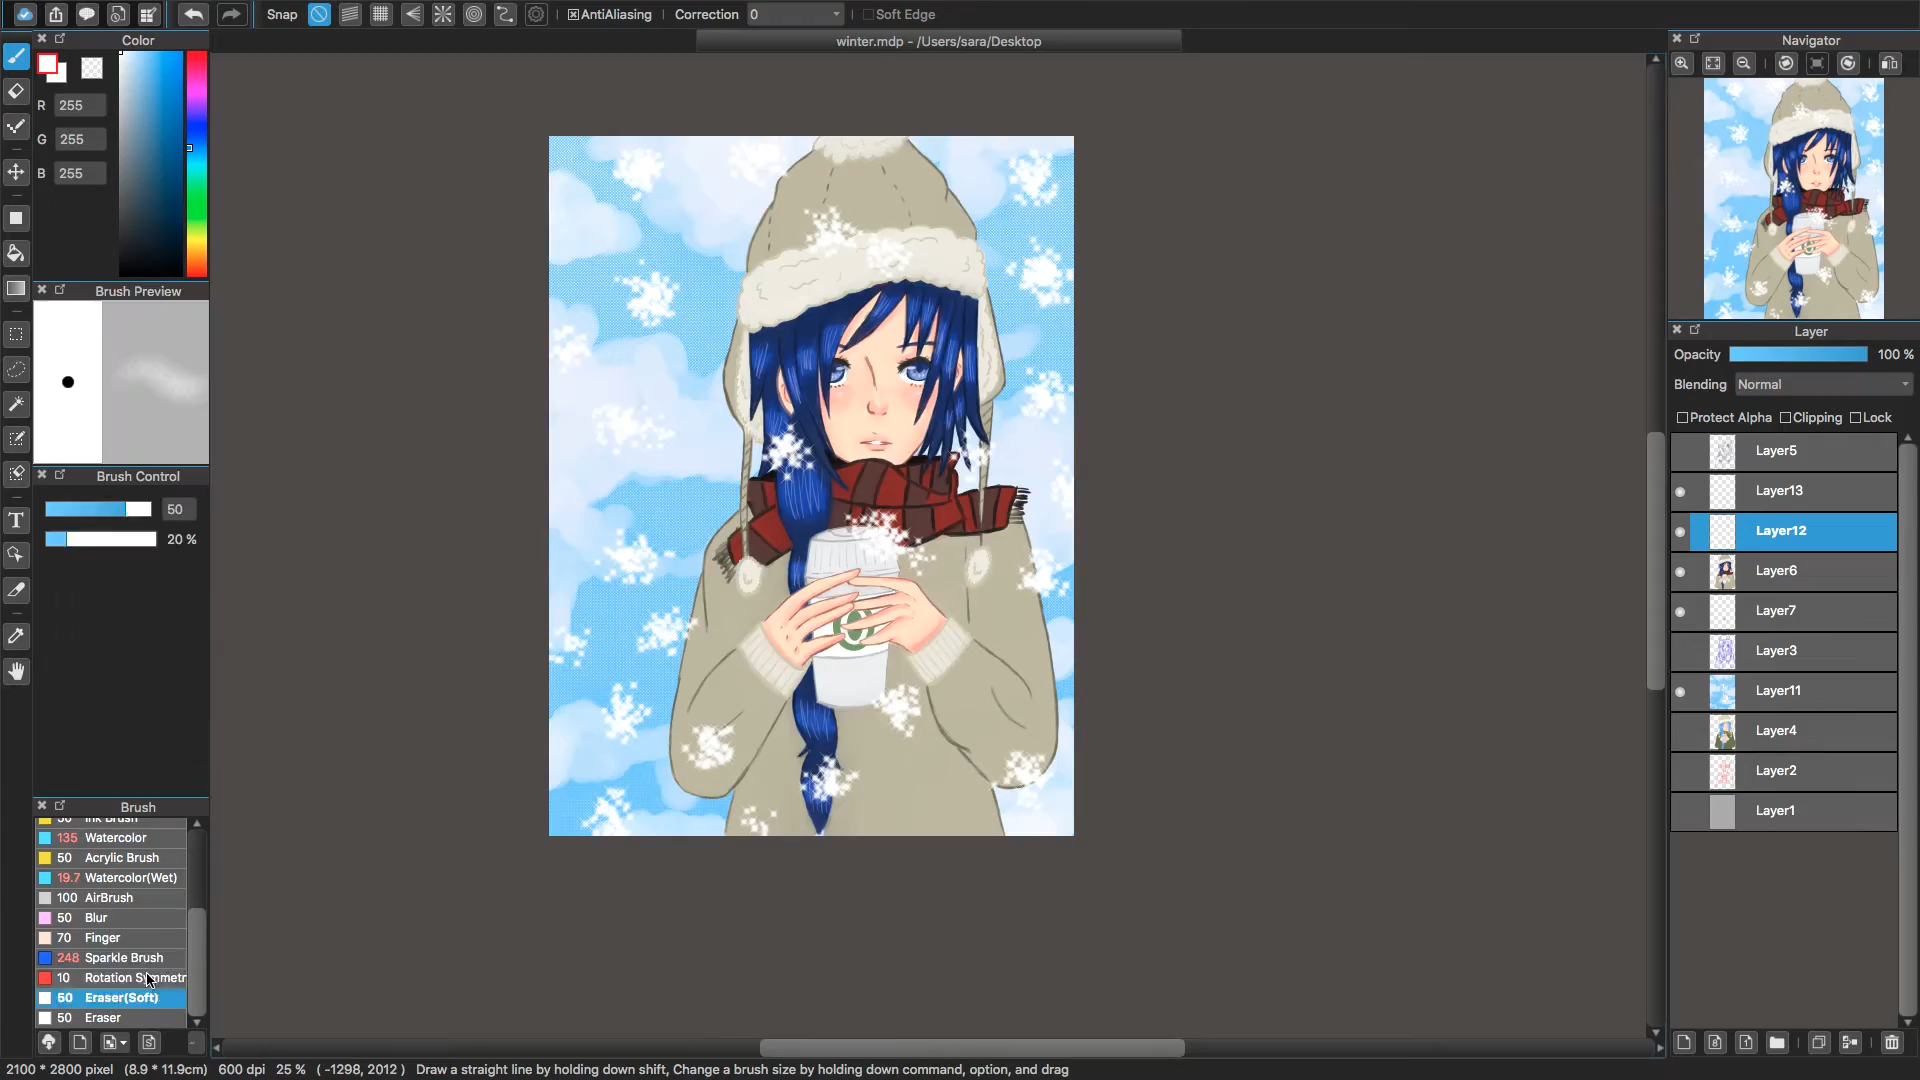 Snap
AntiAliasing
Correction
0
Soft Edge
Color
winter.mdp - /Users/sara/Desktop
Navigator
R 255
G 255
B 255
Brush Preview
Layer
Opacity
100 %
Blending
Normal
Protect Alpha
Clipping
Lock
Layer5
Layer13
Layer12
Layer6
Layer7
Layer3
Layer11
Layer4
Layer2
Layer1
Brush Control
50
20 %
Brush
50 Ink Brush
135 Watercolor
50 Acrylic Brush
19.7 Watercolor(Wet)
100 AirBrush
50 Blur
70 Finger
248 Sparkle Brush
10 Rotation Symmetr
50 Eraser(Soft)
50 Eraser
T
2100 * 2800 pixel (8.9 * 11.9cm) 600 dpi 25 % ( -1298, 2012 ) Draw a straight line by holding down shift, Change a brush size by holding down command, option, and drag